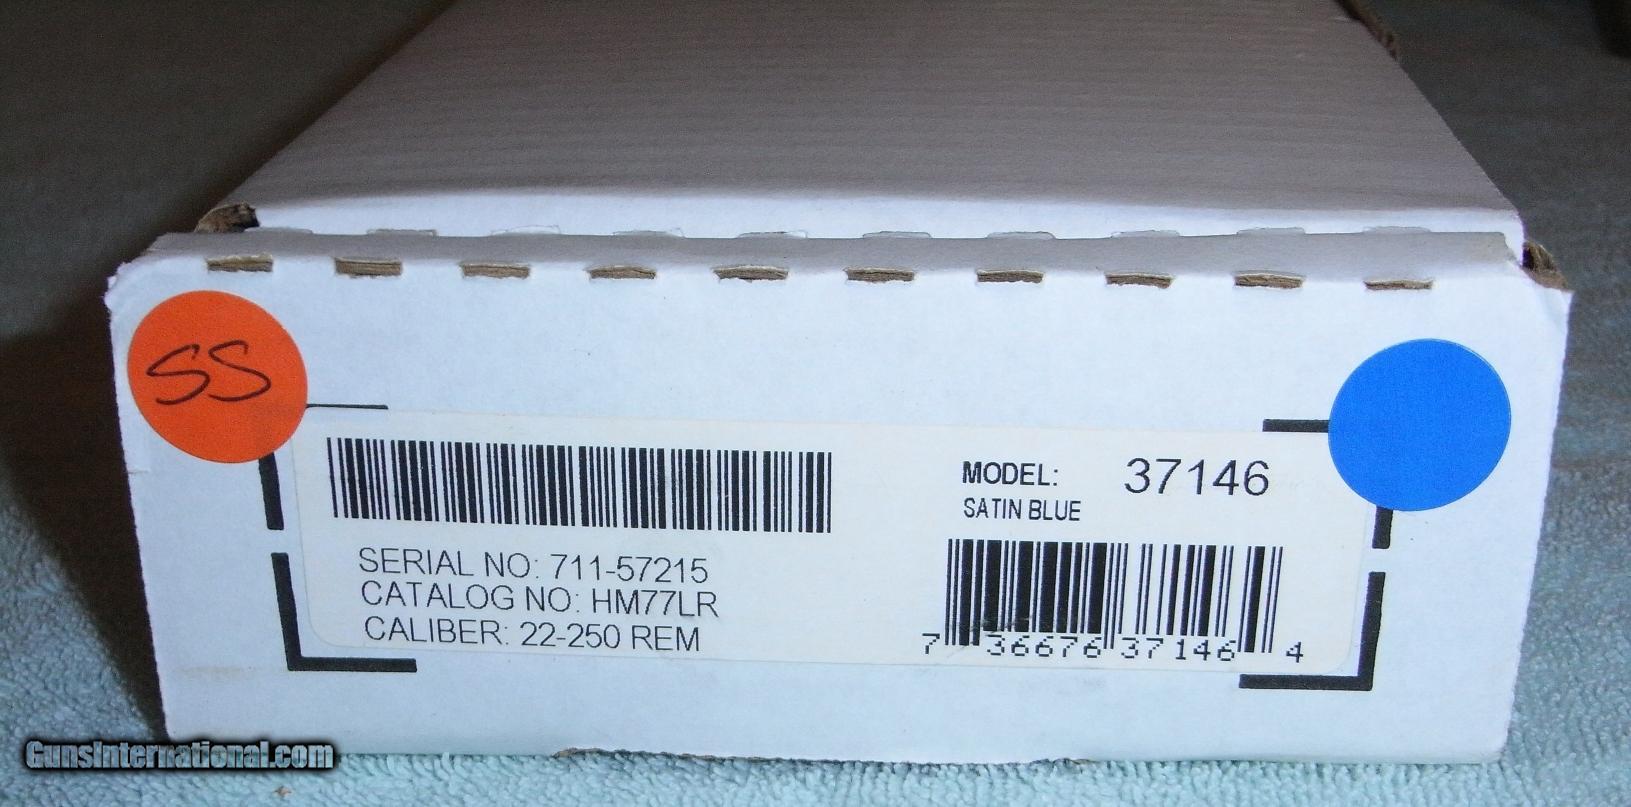 SS
MODEL: 37146
SATIN BLUE
SERIAL NO: 711-57215
CATALOG NO: HM77LR
CALIBER: 22-250 REM
7 36676 37146 4
GunsInternational.com